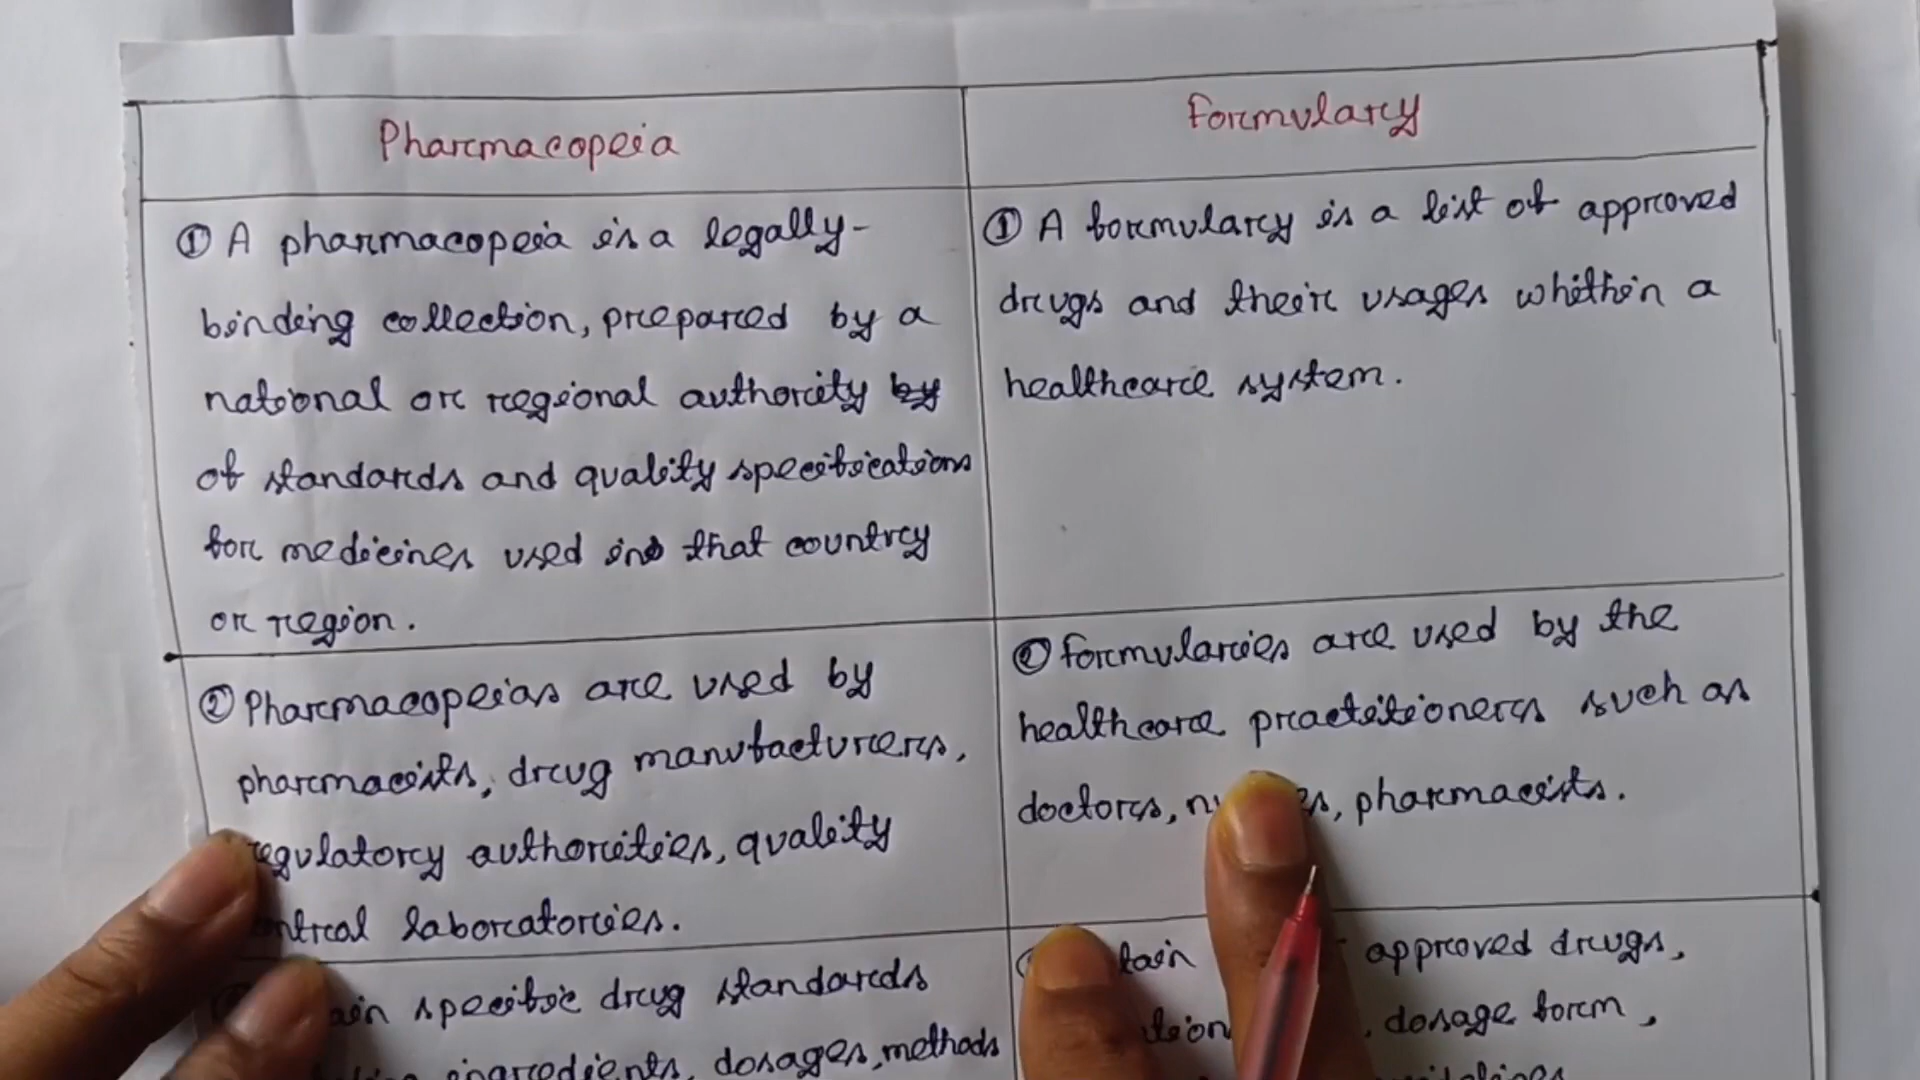 Pharmacopeia
Formulary
① A pharmacopeia is a legally-
binding collection, prepared by a
national or regional authority by
of standards and quality specifications
for medicines used in that country
or region.
① A formulary is a list of approved
drugs and their usages whithin a
healthcare system.
② Pharmacopeias are used by
pharmacists, drug manufacturers,
regulatory authorities, quality
control laboratories.
② Formularies are used by the
healthcare practitioners such as
doctors, nurses, pharmacists.
specific drug standards
ingredients, dosages, methods
approved drugs,
, dosage form,